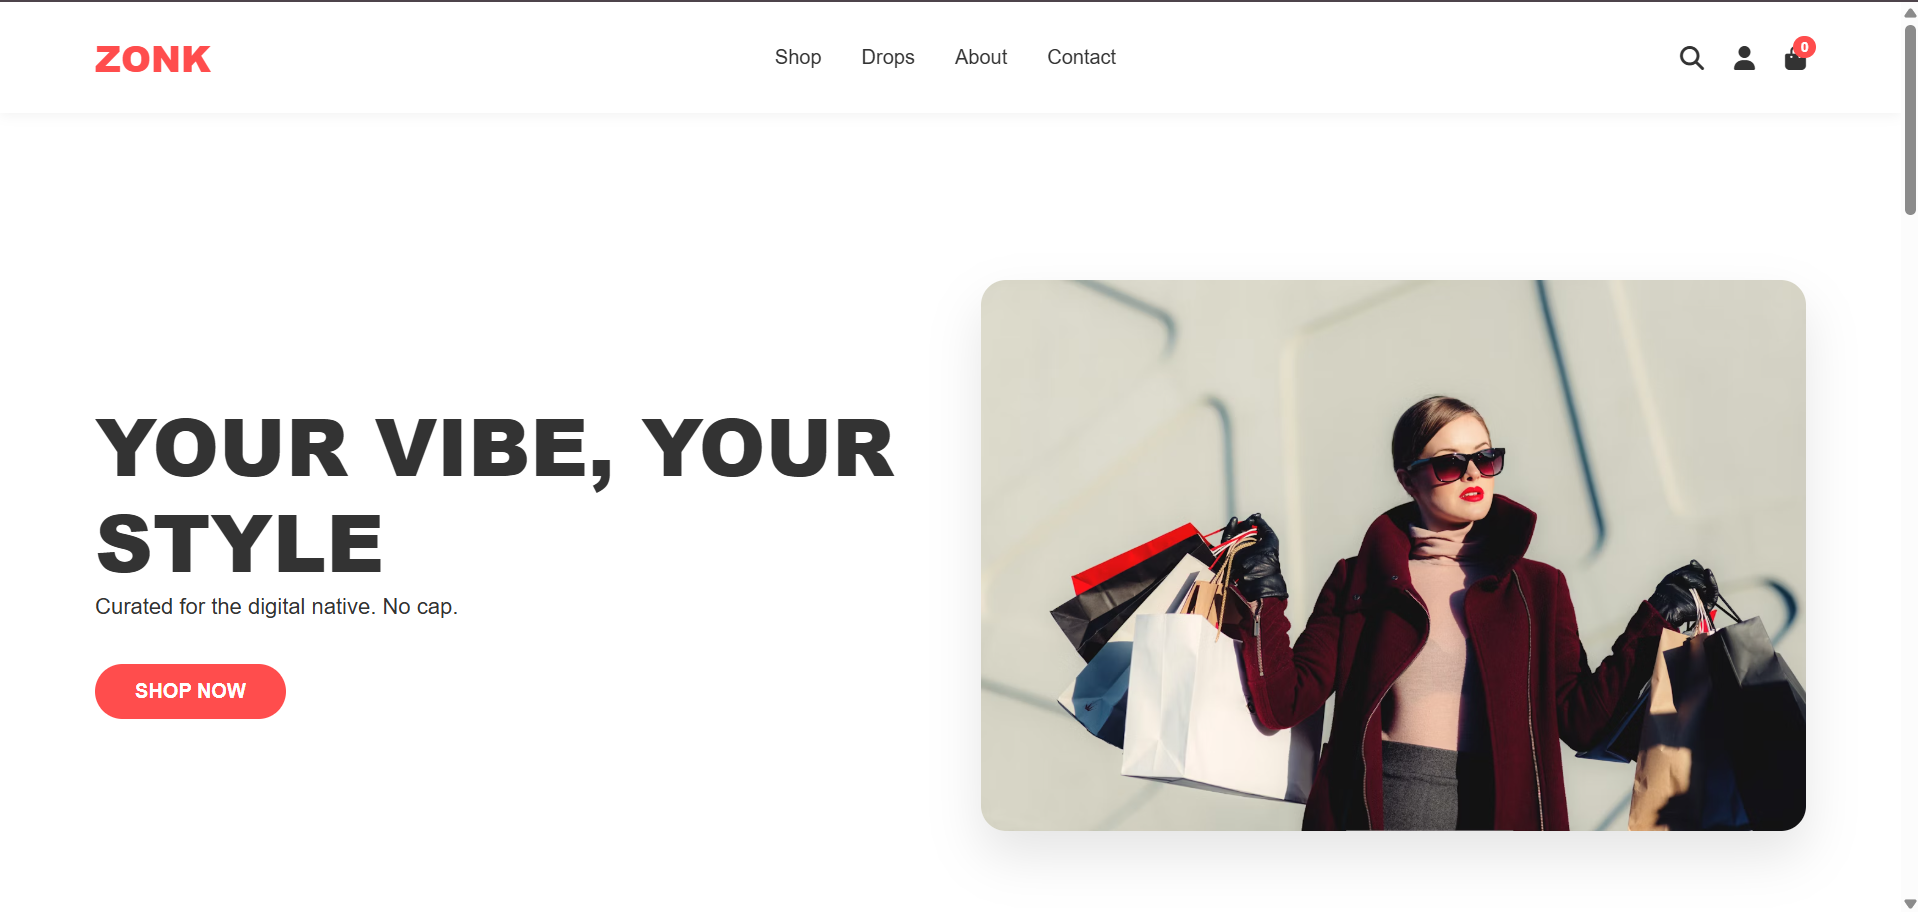 ZONK
Shop Drops About Contact
0
YOUR VIBE, YOUR
STYLE
Curated for the digital native. No cap.
SHOP NOW